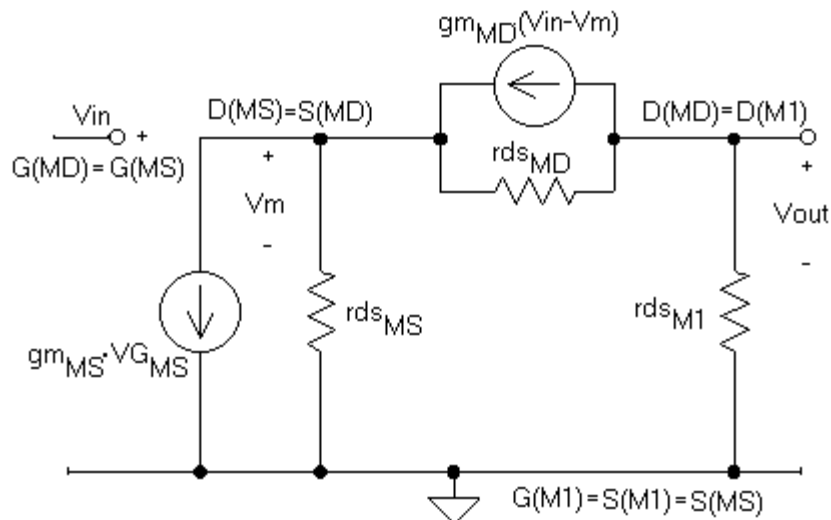 gmMD(Vin-Vm)
Vin
+
G(MD)=G(MS)
D(MS)=S(MD)
D(MD)=D(M1)
rdsMD
+
Vm
-
+
Vout
-
rdsMS
rdsM1
gmMS·VGMS
G(M1)=S(M1)=S(MS)